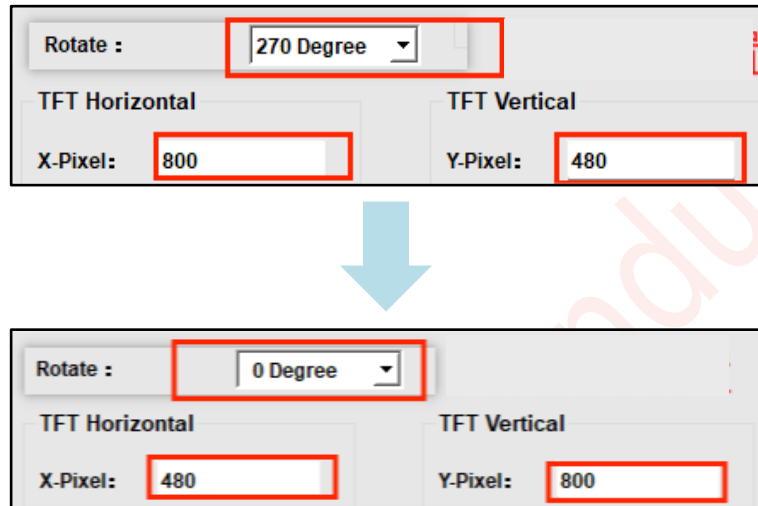 Rotate : 270 Degree
TFT Horizontal TFT Vertical
X-Pixel: 800 Y-Pixel: 480
Rotate : 0 Degree
TFT Horizontal TFT Vertical
X-Pixel: 480 Y-Pixel: 800